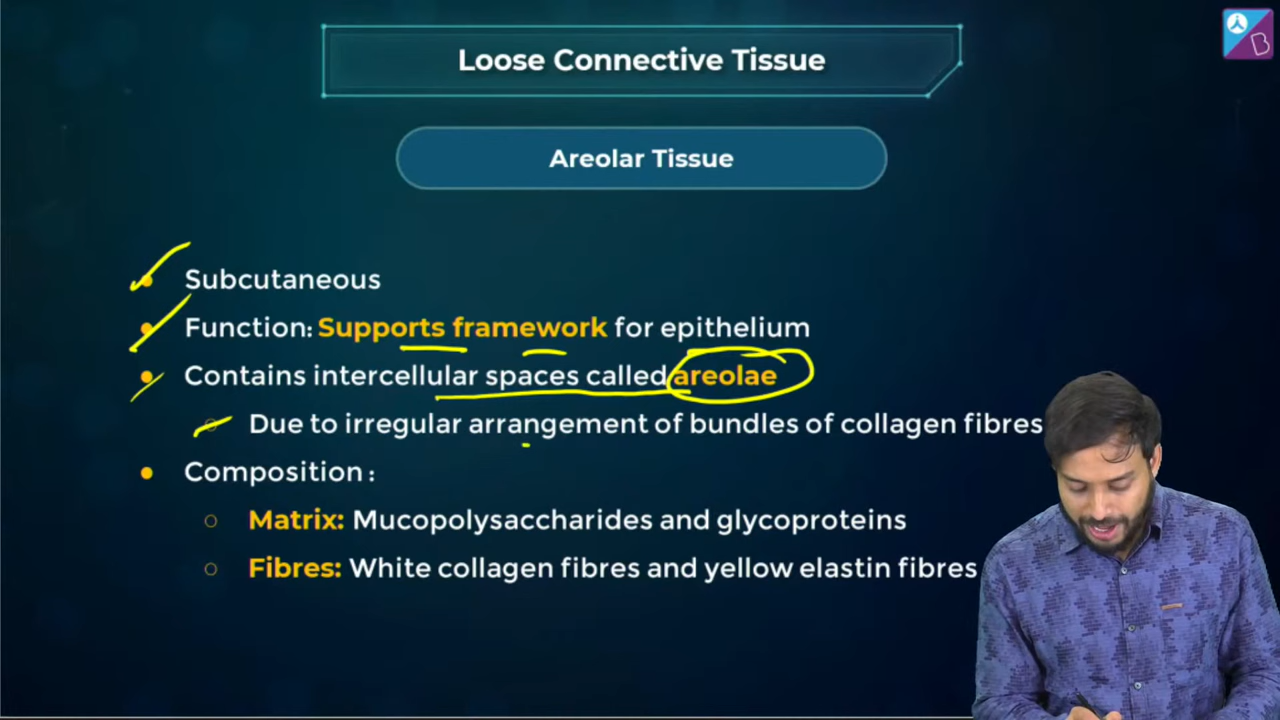 Loose Connective Tissue
Areolar Tissue
Subcutaneous
Function: Supports framework for epithelium
Contains intercellular spaces called areolae
Due to irregular arrangement of bundles of collagen fibres
Composition :
Matrix: Mucopolysaccharides and glycoproteins
Fibres: White collagen fibres and yellow elastin fibres
B